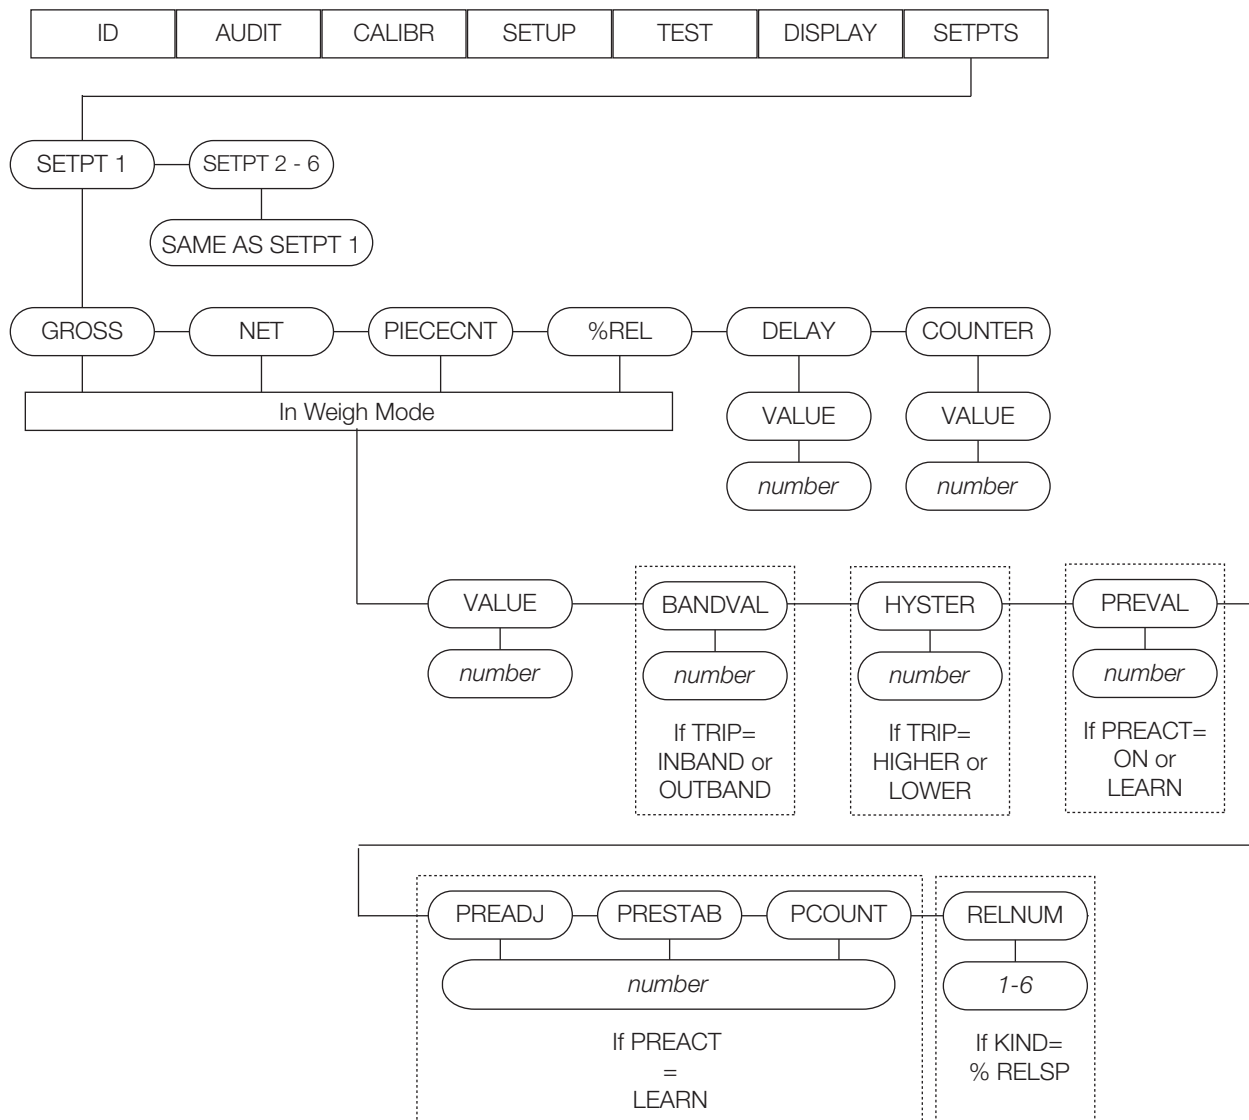 ID AUDIT CALIBR SETUP TEST DISPLAY SETPTS
SETPT 1 SETPT 2 - 6
SAME AS SETPT 1
GROSS NET PIECECNT %REL DELAY COUNTER
In Weigh Mode VALUE VALUE
number number
VALUE BANDVAL HYSTER PREVAL
number number number number
If TRIP=
INBAND or
OUTBAND
If TRIP=
HIGHER or
LOWER
If PREACT=
ON or
LEARN
PREADJ PRESTAB PCOUNT RELNUM
number 1-6
If PREACT
=
LEARN
If KIND=
% RELSP